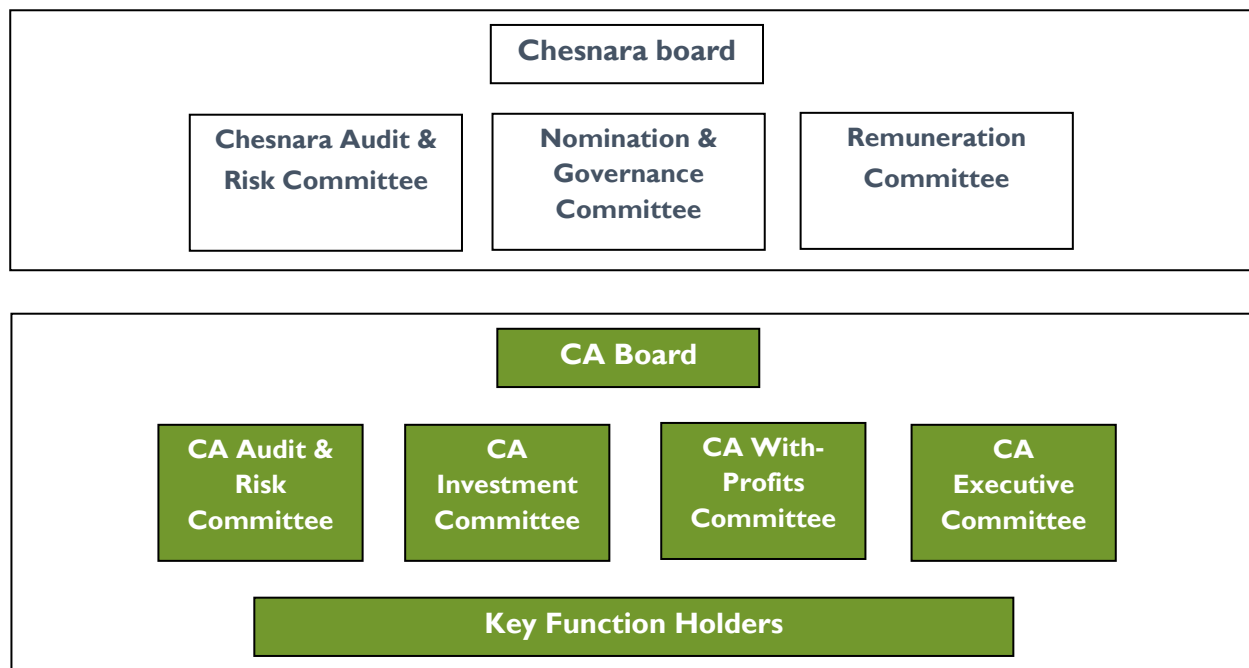 Chesnara board
Chesnara Audit &
Risk Committee
Nomination &
Governance
Committee
Remuneration
Committee
CA Board
CA Audit &
Risk
Committee
CA
Investment
Committee
CA With-
Profits
Committee
CA
Executive
Committee
Key Function Holders